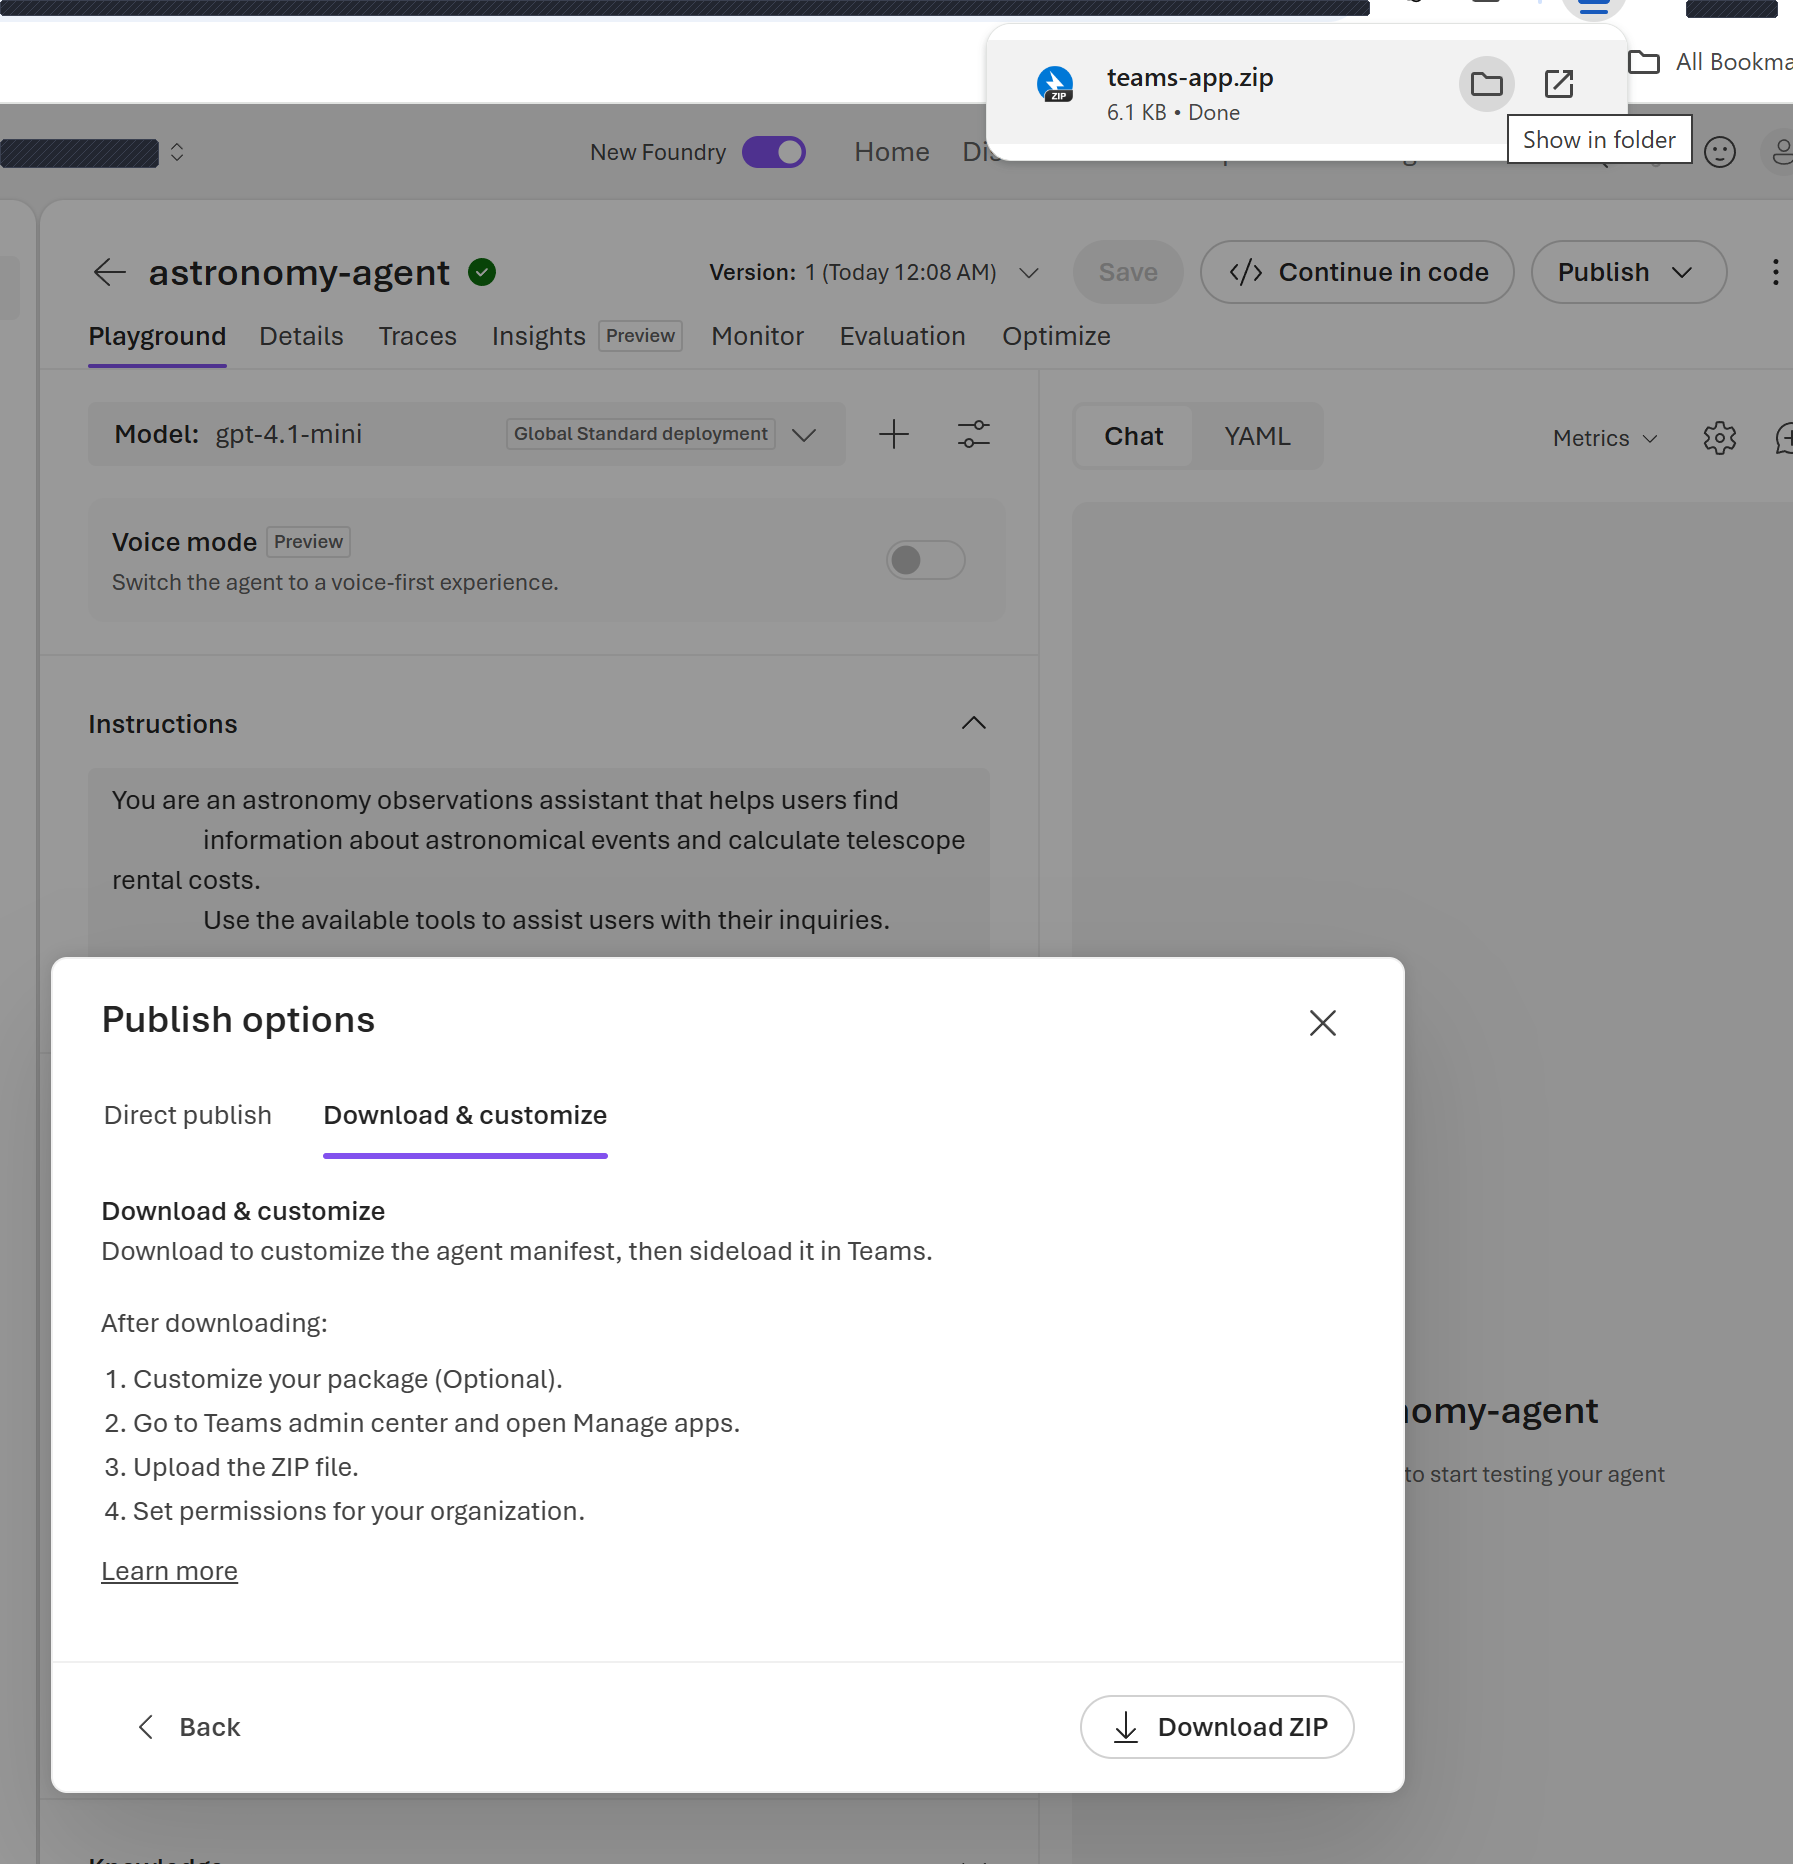 teams-app.zip
6.1 KB • Done
ZIP
All
Show in folder
New Foundry
Home
astronomy-agent
Version: 1 (Today 12:08 AM)
Save
</> Continue in code
Publish
Playground
Details
Traces
Insights
Preview
Monitor
Evaluation
Optimize
Model: gpt-4.1-mini
Global Standard deployment
Chat
YAML
Metrics
Voice mode
Preview
Switch the agent to a voice-first experience.
Instructions
You are an astronomy observations assistant that helps users find
information about astronomical events and calculate telescope
rental costs.
Use the available tools to assist users with their inquiries.
Publish options
Direct publish
Download & customize
Download & customize
Download to customize the agent manifest, then sideload it in Teams.
After downloading:
1. Customize your package (Optional).
2. Go to Teams admin center and open Manage apps.
3. Upload the ZIP file.
4. Set permissions for your organization.
Learn more
Back
Download ZIP
omy-agent
to start testing your agent